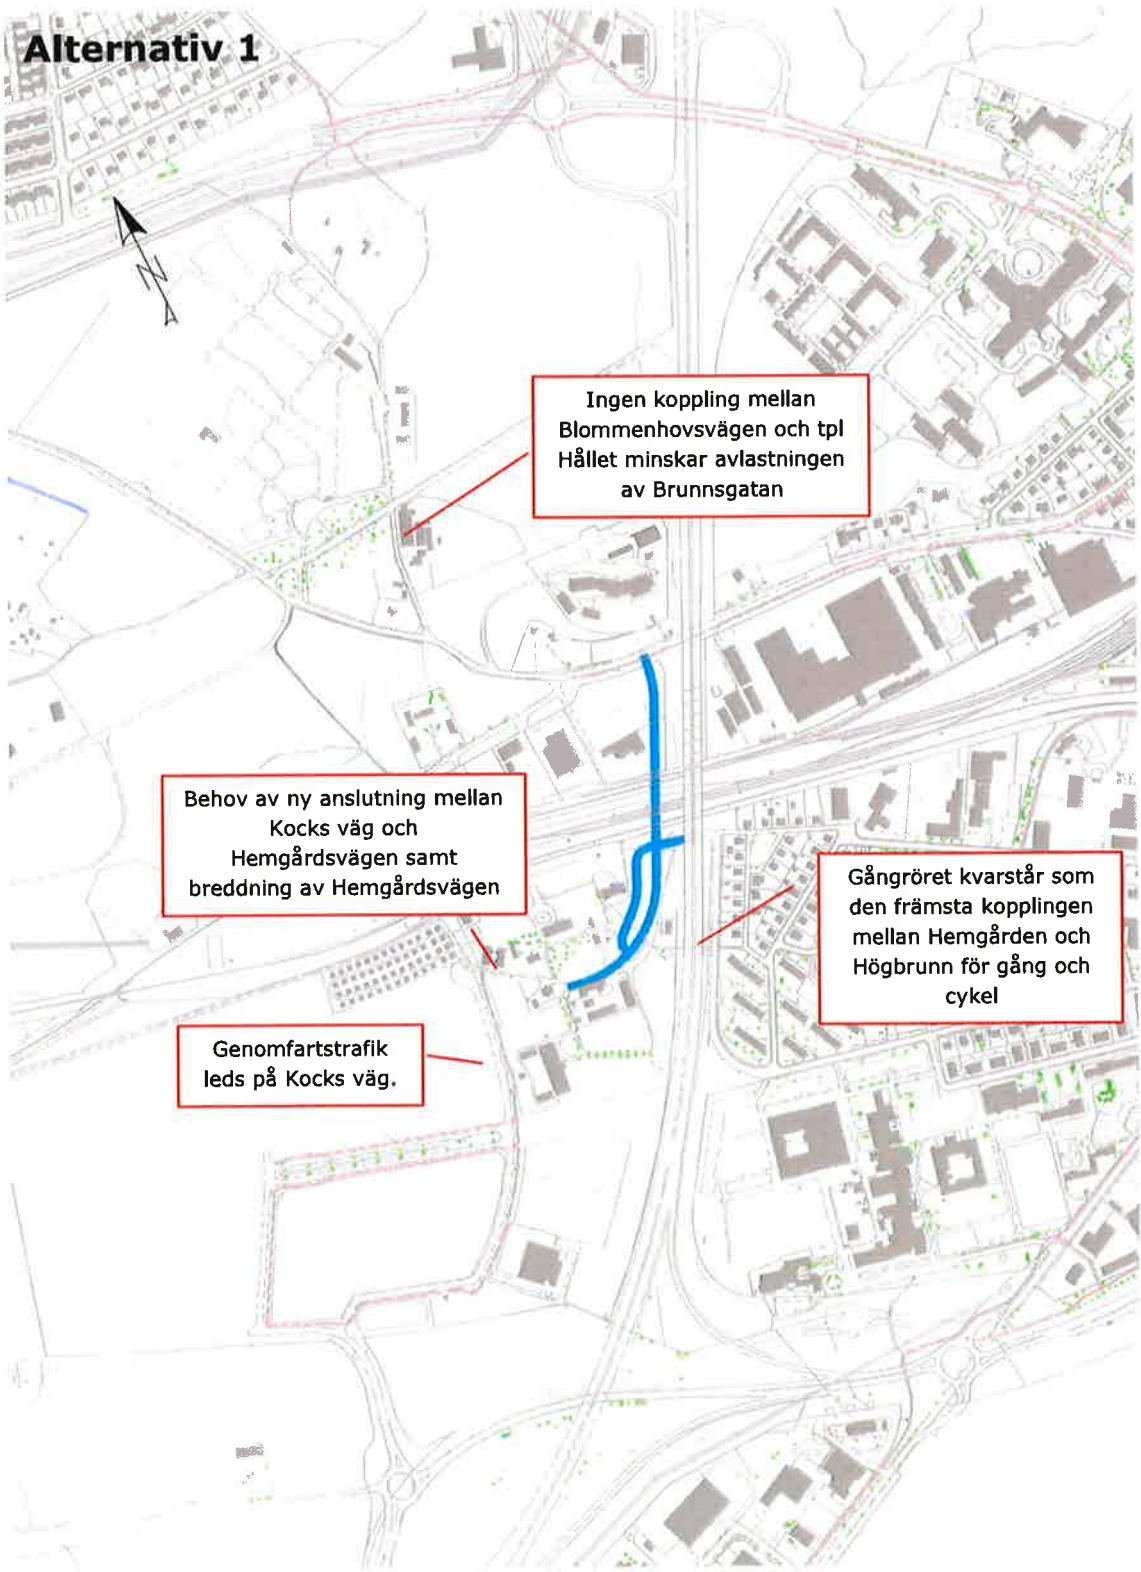 Alternativ 1
N
Ingen koppling mellan
Blommenhovsvägen och tpl
Hållet minskar avlastningen
av Brunnsgatan
Behov av ny anslutning mellan
Kocks väg och
Hemgårdsvägen samt
breddning av Hemgårdsvägen
Gångröret kvarstår som
den främsta kopplingen
mellan Hemgården och
Högbrunn för gång och
cykel
Genomfartstrafik
leds på Kocks väg.